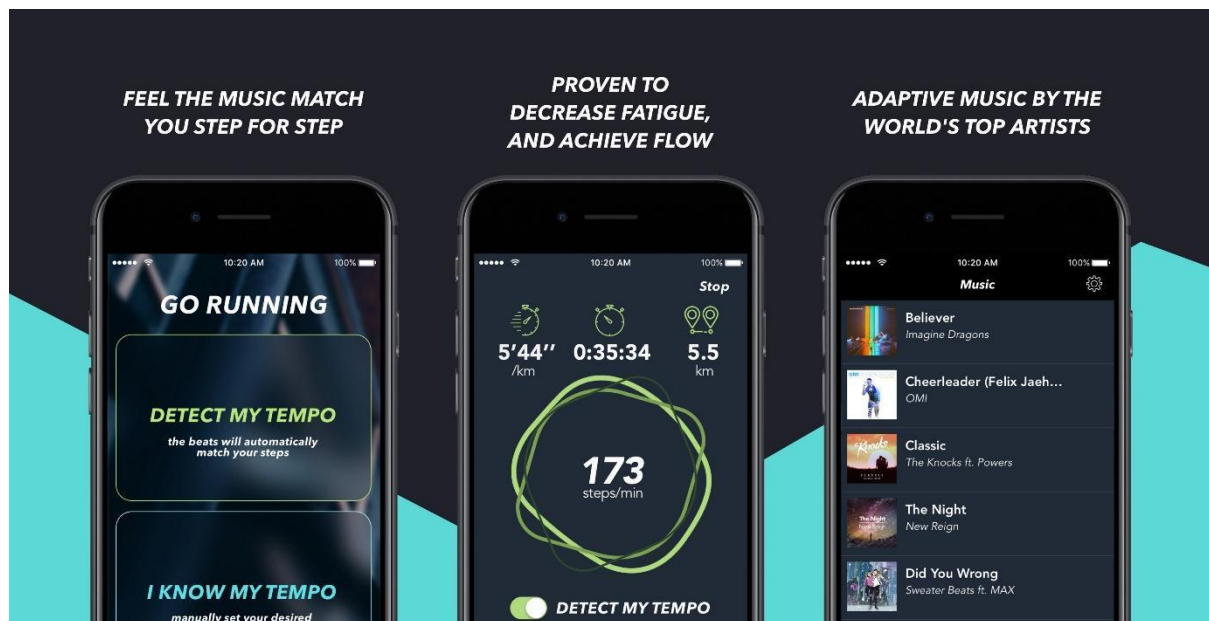 FEEL THE MUSIC MATCH
YOU STEP FOR STEP
10:20 AM
100%
GO RUNNING
DETECT MY TEMPO
the beats will automatically
match your steps
I KNOW MY TEMPO
manually set your desired
PROVEN TO
DECREASE FATIGUE,
AND ACHIEVE FLOW
10:20 AM
100%
Stop
5’44’’ 0:35:34 5.5
/km km
173
steps/min
DETECT MY TEMPO
ADAPTIVE MUSIC BY THE
WORLD'S TOP ARTISTS
10:20 AM
100%
Music
Believer
Imagine Dragons
Cheerleader (Felix Jaeh...
OMI
Classic
The Knocks ft. Powers
The Night
New Reign
Did You Wrong
Sweater Beats ft. MAX